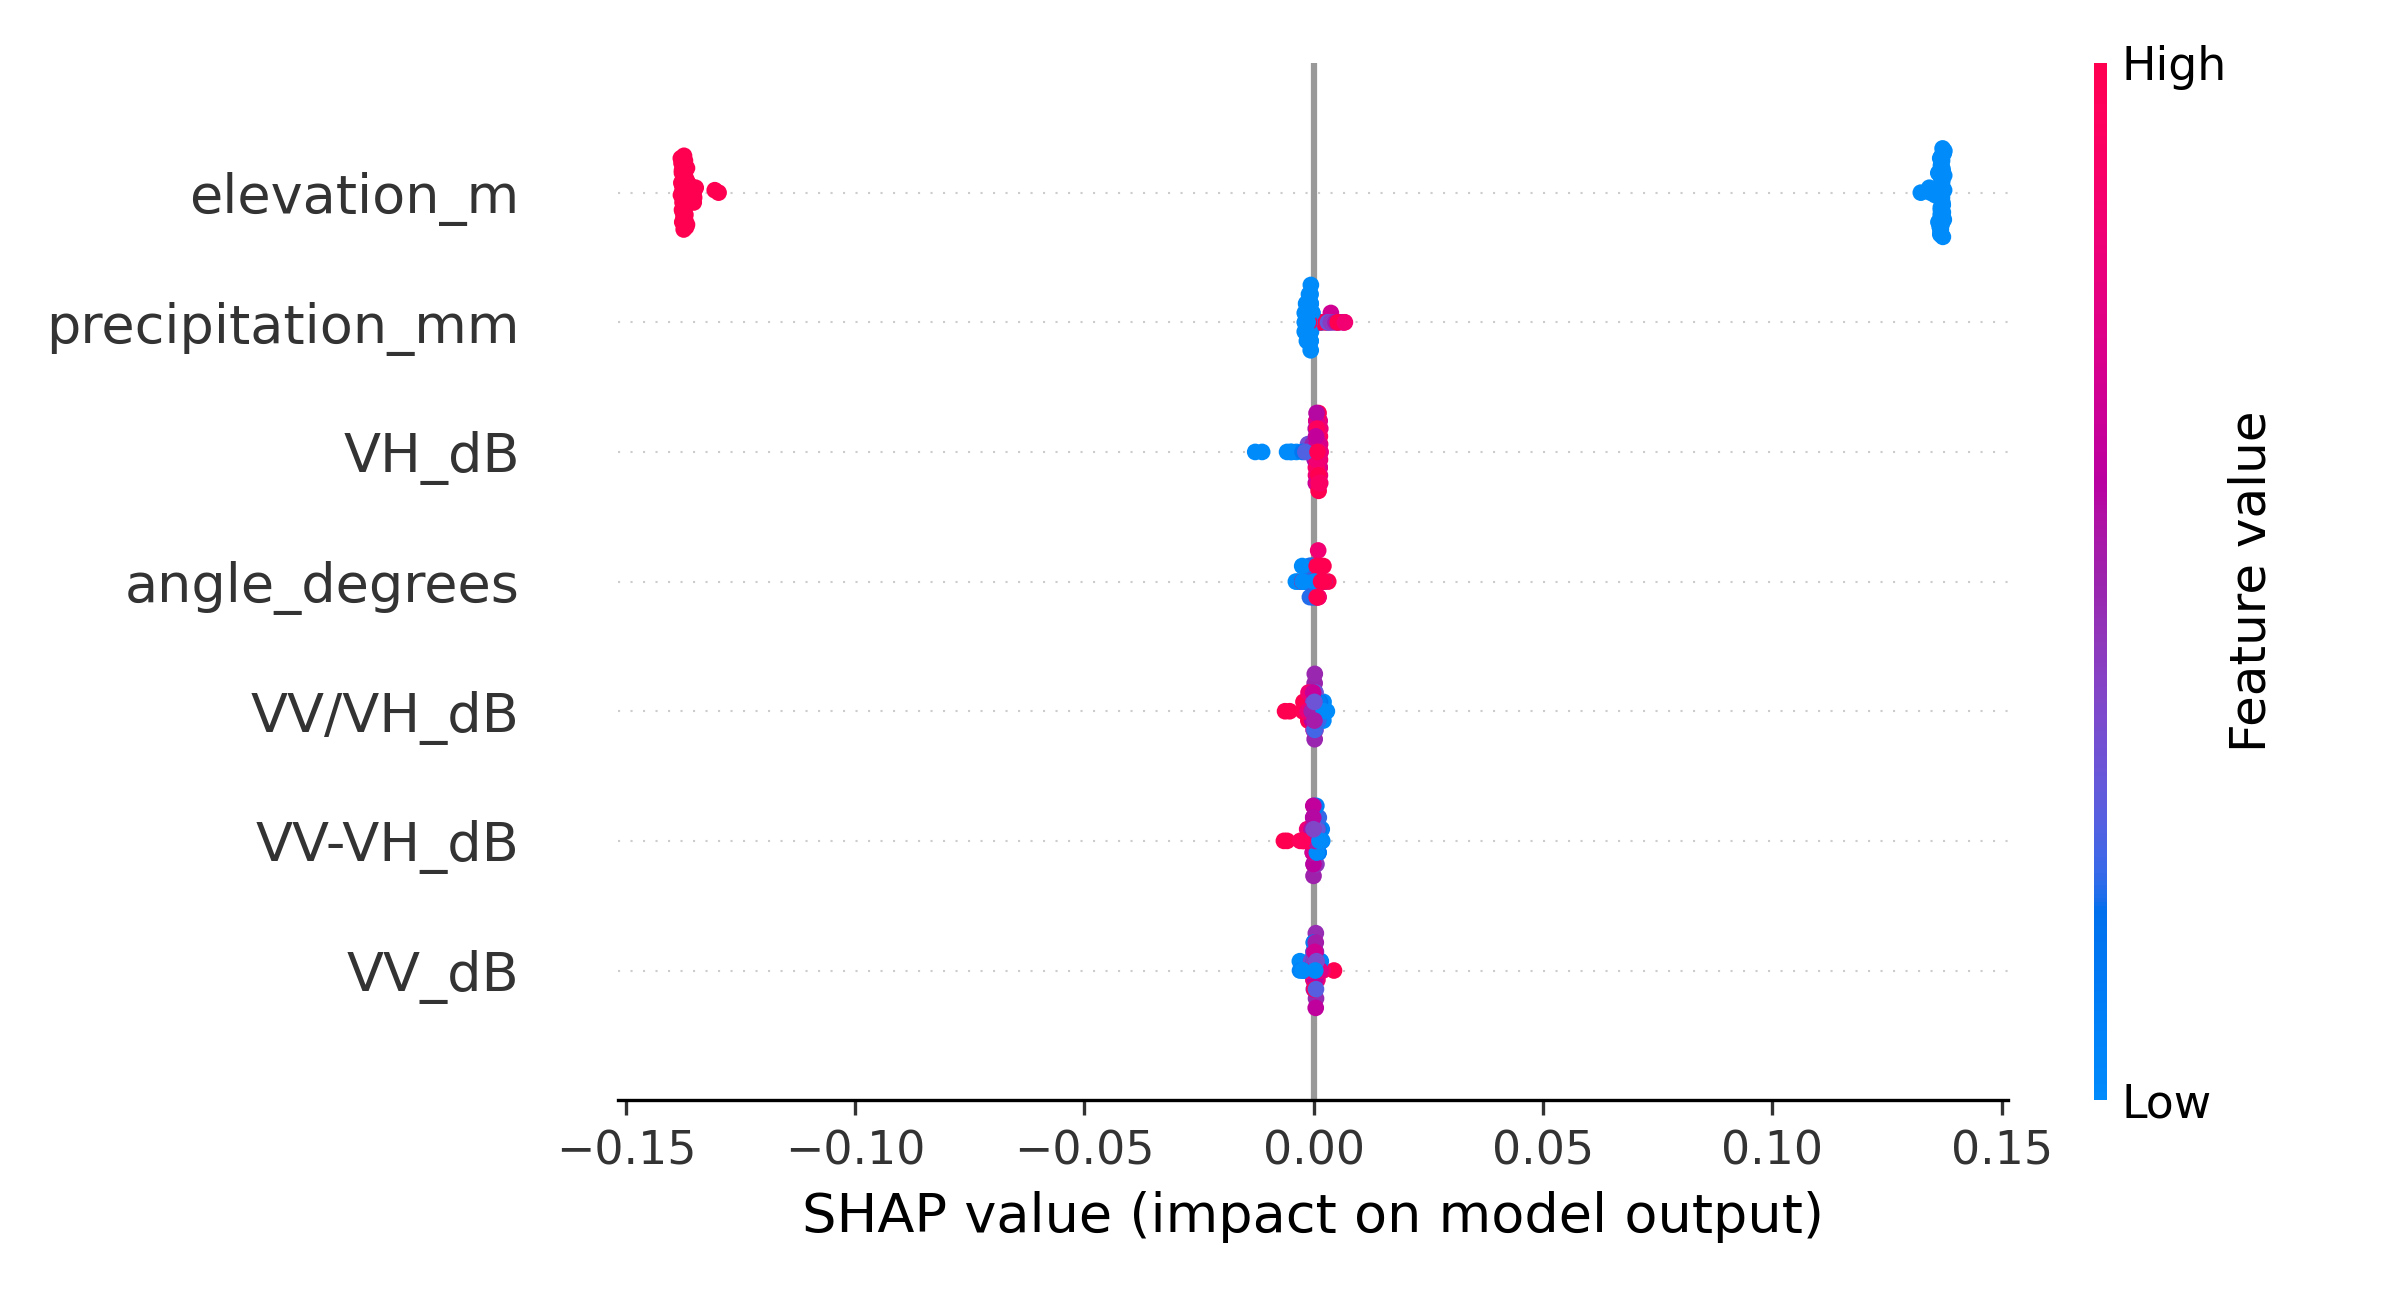 High
elevation_m
precipitation_mm
VH_dB
angle_degrees
VV/VH_dB
VV-VH_dB
VV_dB
Feature value
Low
−0.15 −0.10 −0.05 0.00 0.05 0.10 0.15
SHAP value (impact on model output)